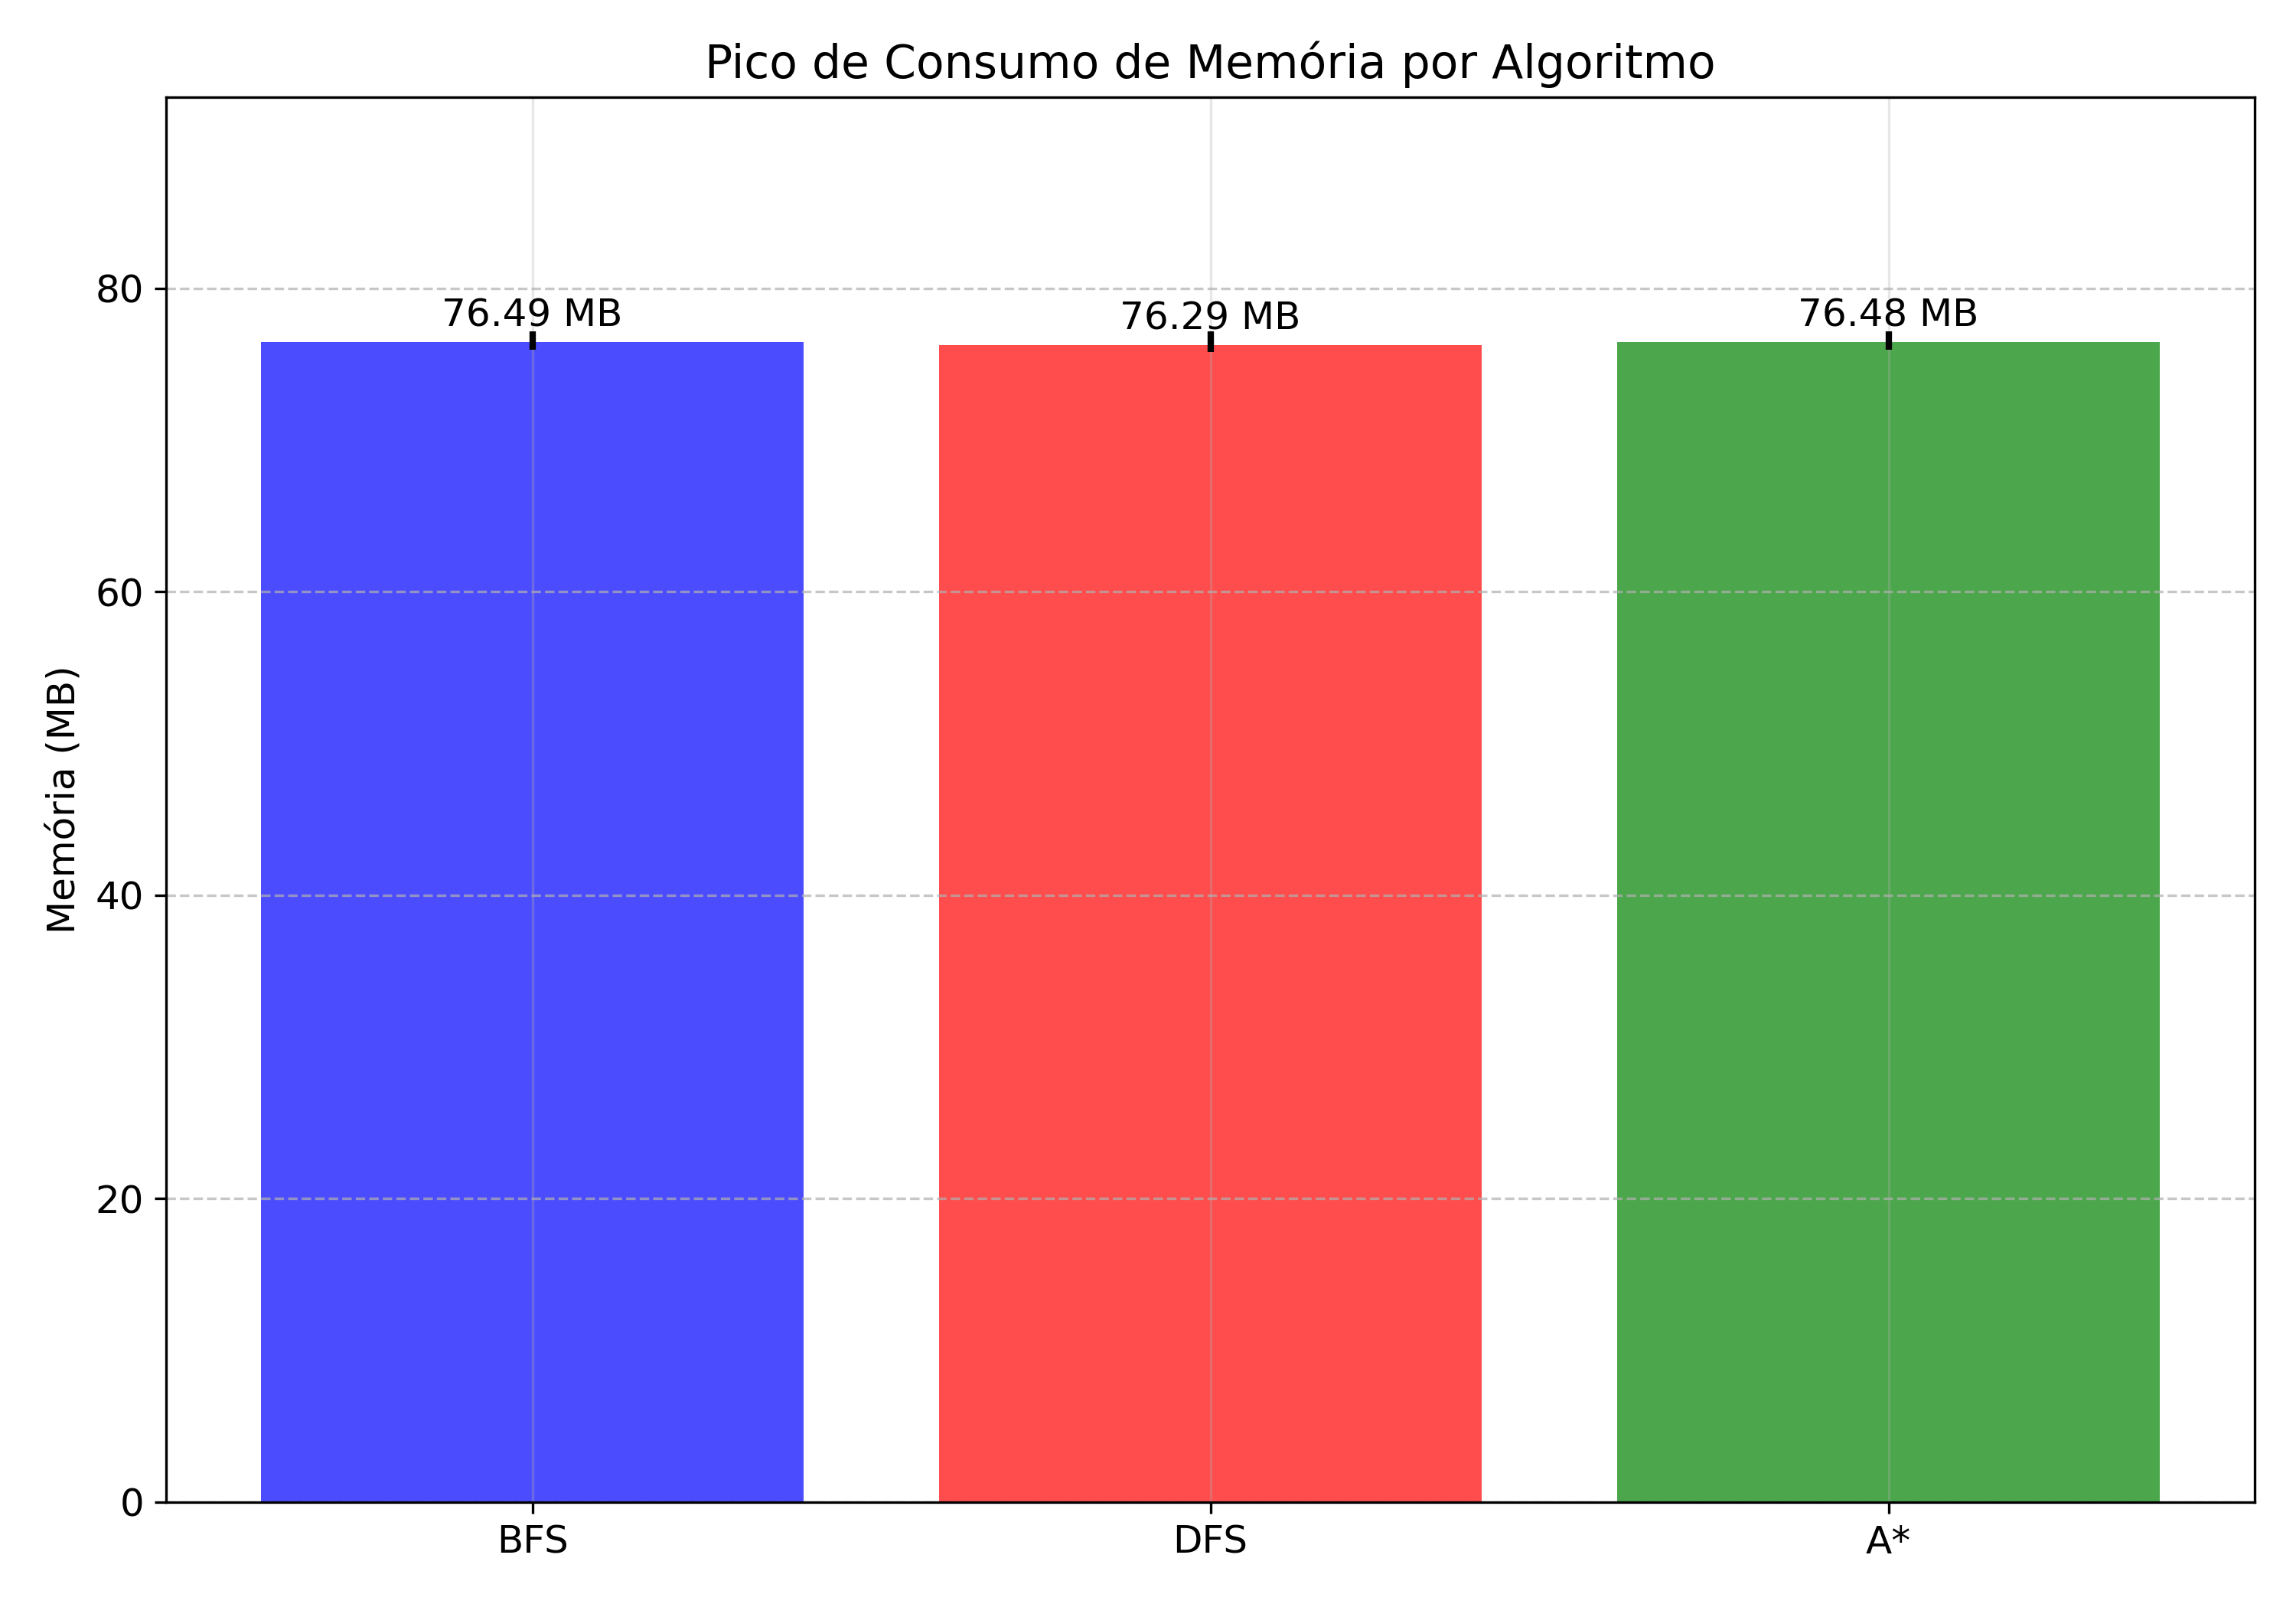 Pico de Consumo de Memória por Algoritmo
Memória (MB)
80
60
40
20
0
76.49 MB
76.29 MB
76.48 MB
BFS
DFS
A*